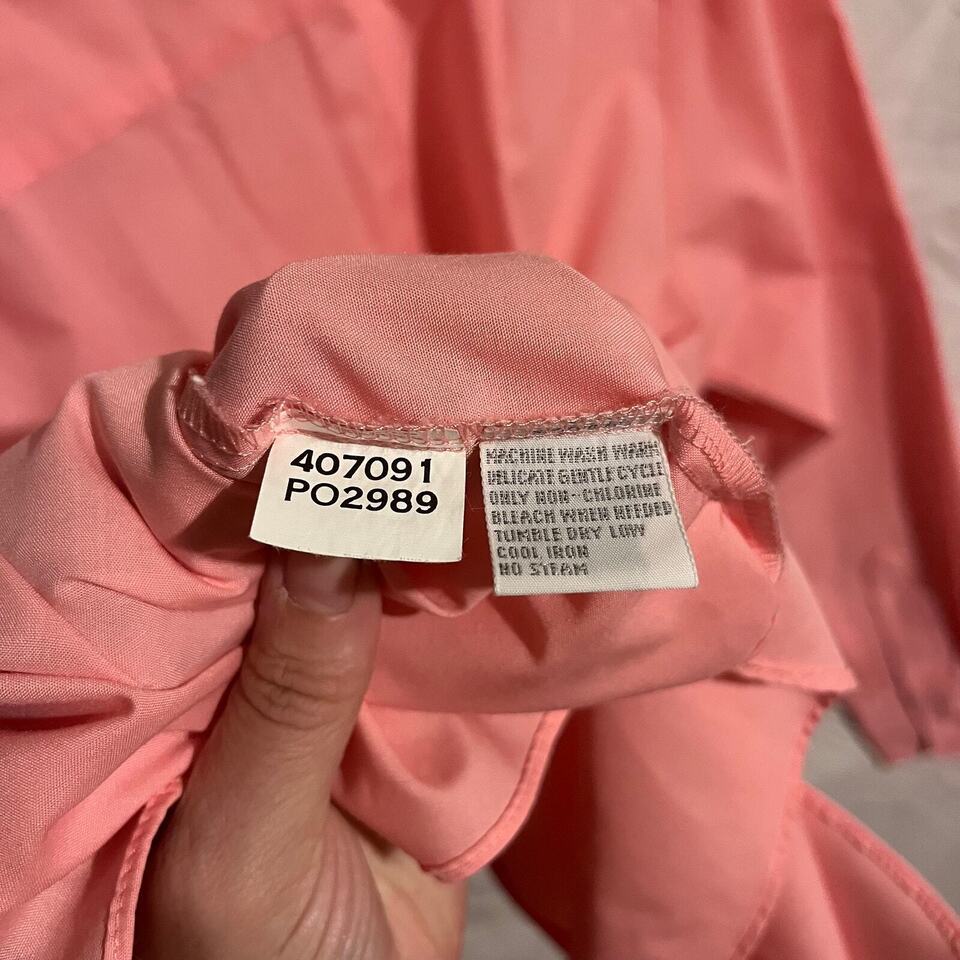 407091
PO2989
MACHINE WASH WARM
DELICATE GENTLE CYCLE
ONLY NON-CHLORINE
BLEACH WHEN NEEDED
TUMBLE DRY LOW
COOL IRON
NO STEAM